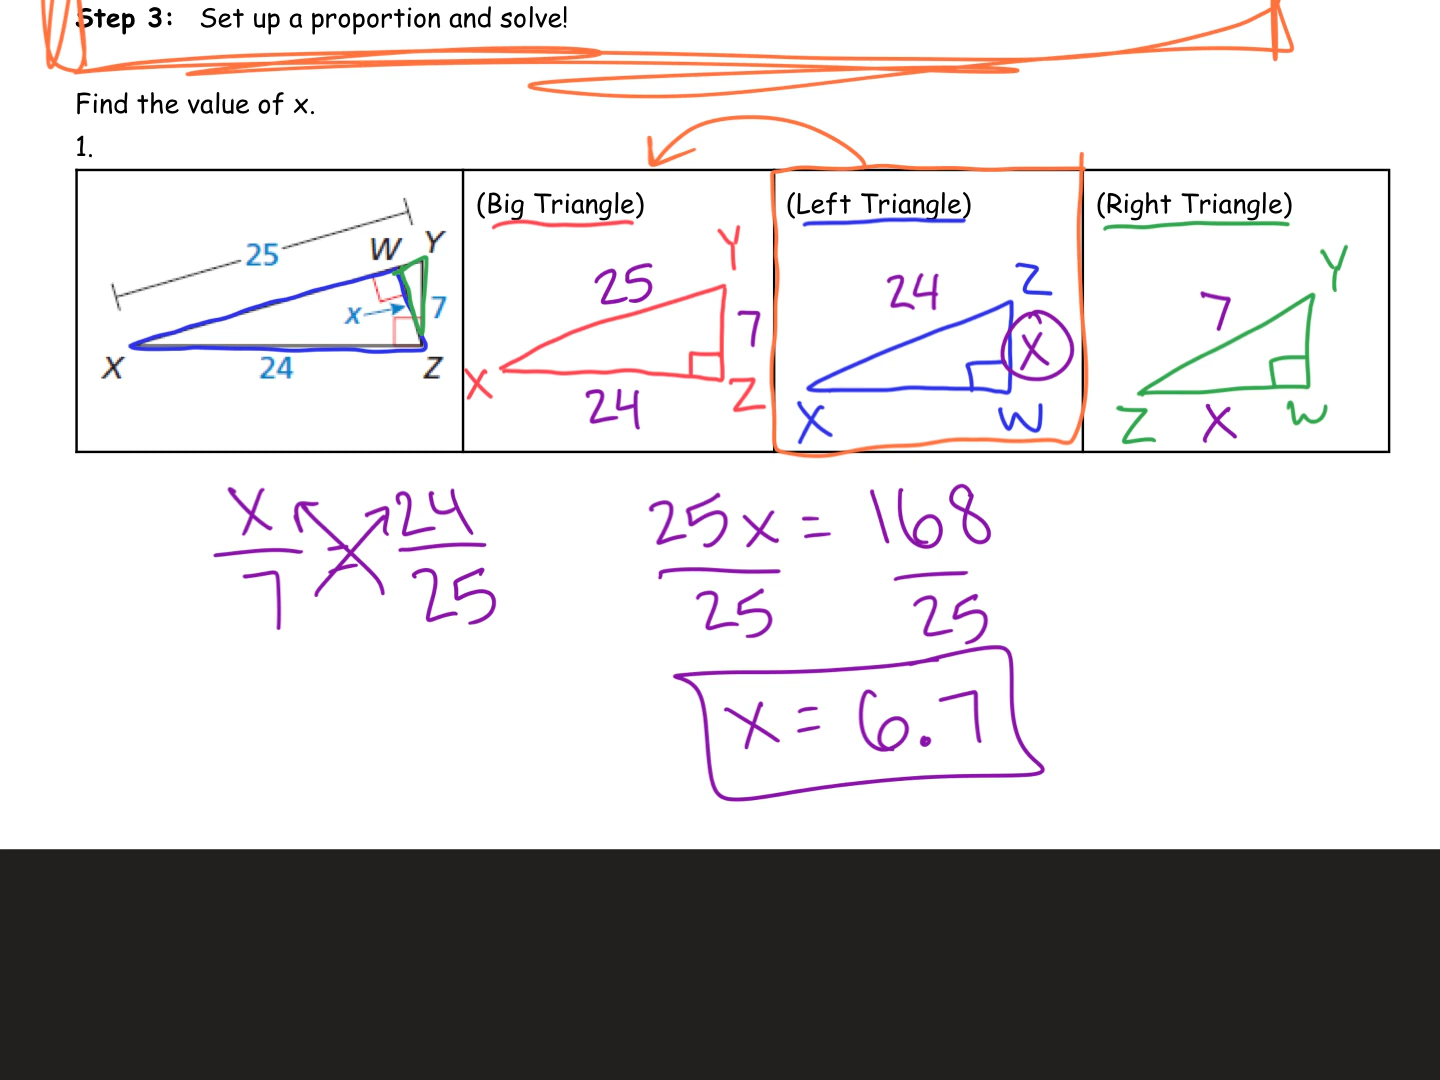 Step 3: Set up a proportion and solve!
Find the value of x.
1.
25
W Y
x
7
X
24
Z
(Big Triangle)
Y
25
7
X
24
Z
(Left Triangle)
Z
24
X
X
W
(Right Triangle)
Y
7
Z
X
W
x/7 = 24/25
25x = 168
25 25
x = 6.7